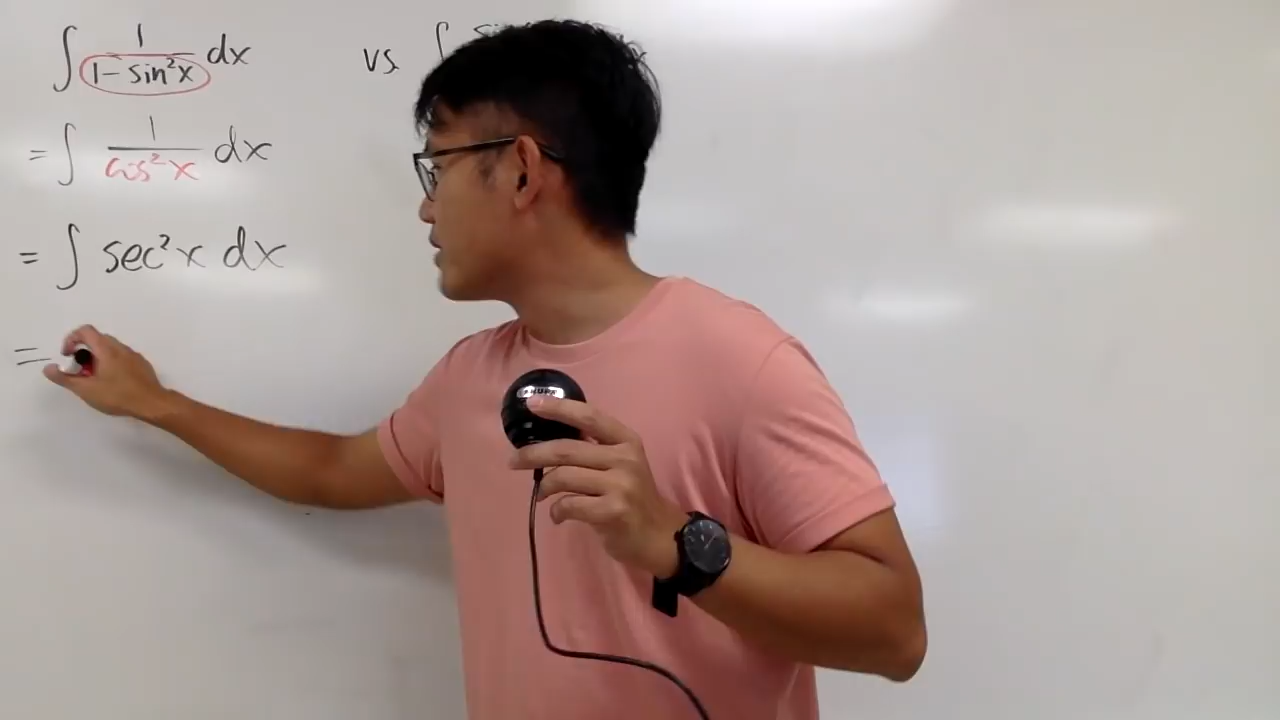 ∫ 1/(1 - sin²x) dx vs ∫
= ∫ 1/cos²x dx
= ∫ sec²x dx
=